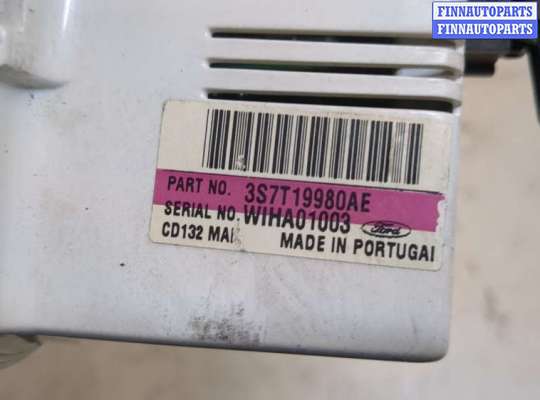 FINNAUTOPARTS
FINNAUTOPARTS
PART NO. 3S7T19980AE
SERIAL NO. WIHA01003 Ford
CD132 MAI
MADE IN PORTUGAI